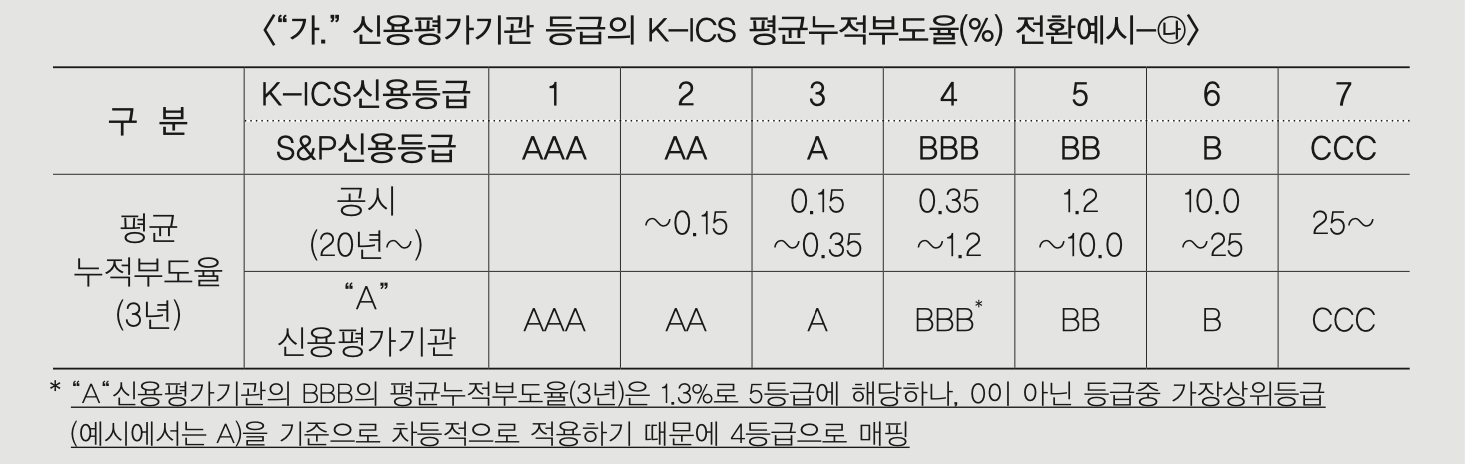 〈“가.” 신용평가기관 등급의 K-ICS 평균누적부도율(%) 전환예시-㉯〉
구 분 K-ICS신용등급 1 2 3 4 5 6 7
S&P신용등급 AAA AA A BBB BB B CCC
평균
누적부도율
(3년)
공시
(20년~)
~0.15
0.15
~0.35
0.35
~1.2
1.2
~10.0
10.0
~25
25~
“A”
신용평가기관
AAA AA A BBB* BB B CCC
* “A“신용평가기관의 BBB의 평균누적부도율(3년)은 1.3%로 5등급에 해당하나, 0이 아닌 등급중 가장상위등급
(예시에서는 A)을 기준으로 차등적으로 적용하기 때문에 4등급으로 매핑